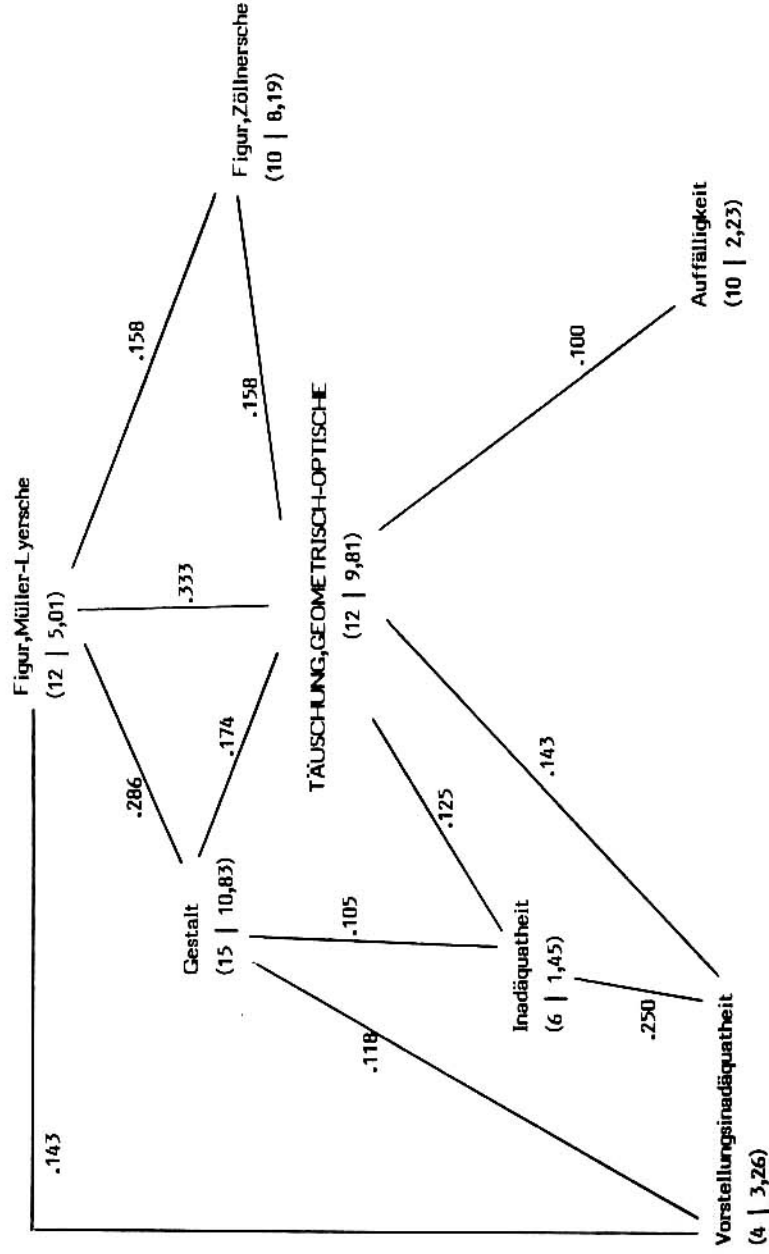 Figur,Müller-Lyersche
(12 | 5,01)
.143
.158
.286
.333
Figur,Zöllnersche
(10 | 8,19)
Gestalt
(15 | 10,83)
.174
.158
TÄUSCHUNG,GEOMETRISCH-OPTISCHE
(12 | 9,81)
.118
.105
.125
.143
.100
Inadäquatheit
(6 | 1,45)
.250
Vorstellungsinadäquatheit
(4 | 3,26)
Auffälligkeit
(10 | 2,23)